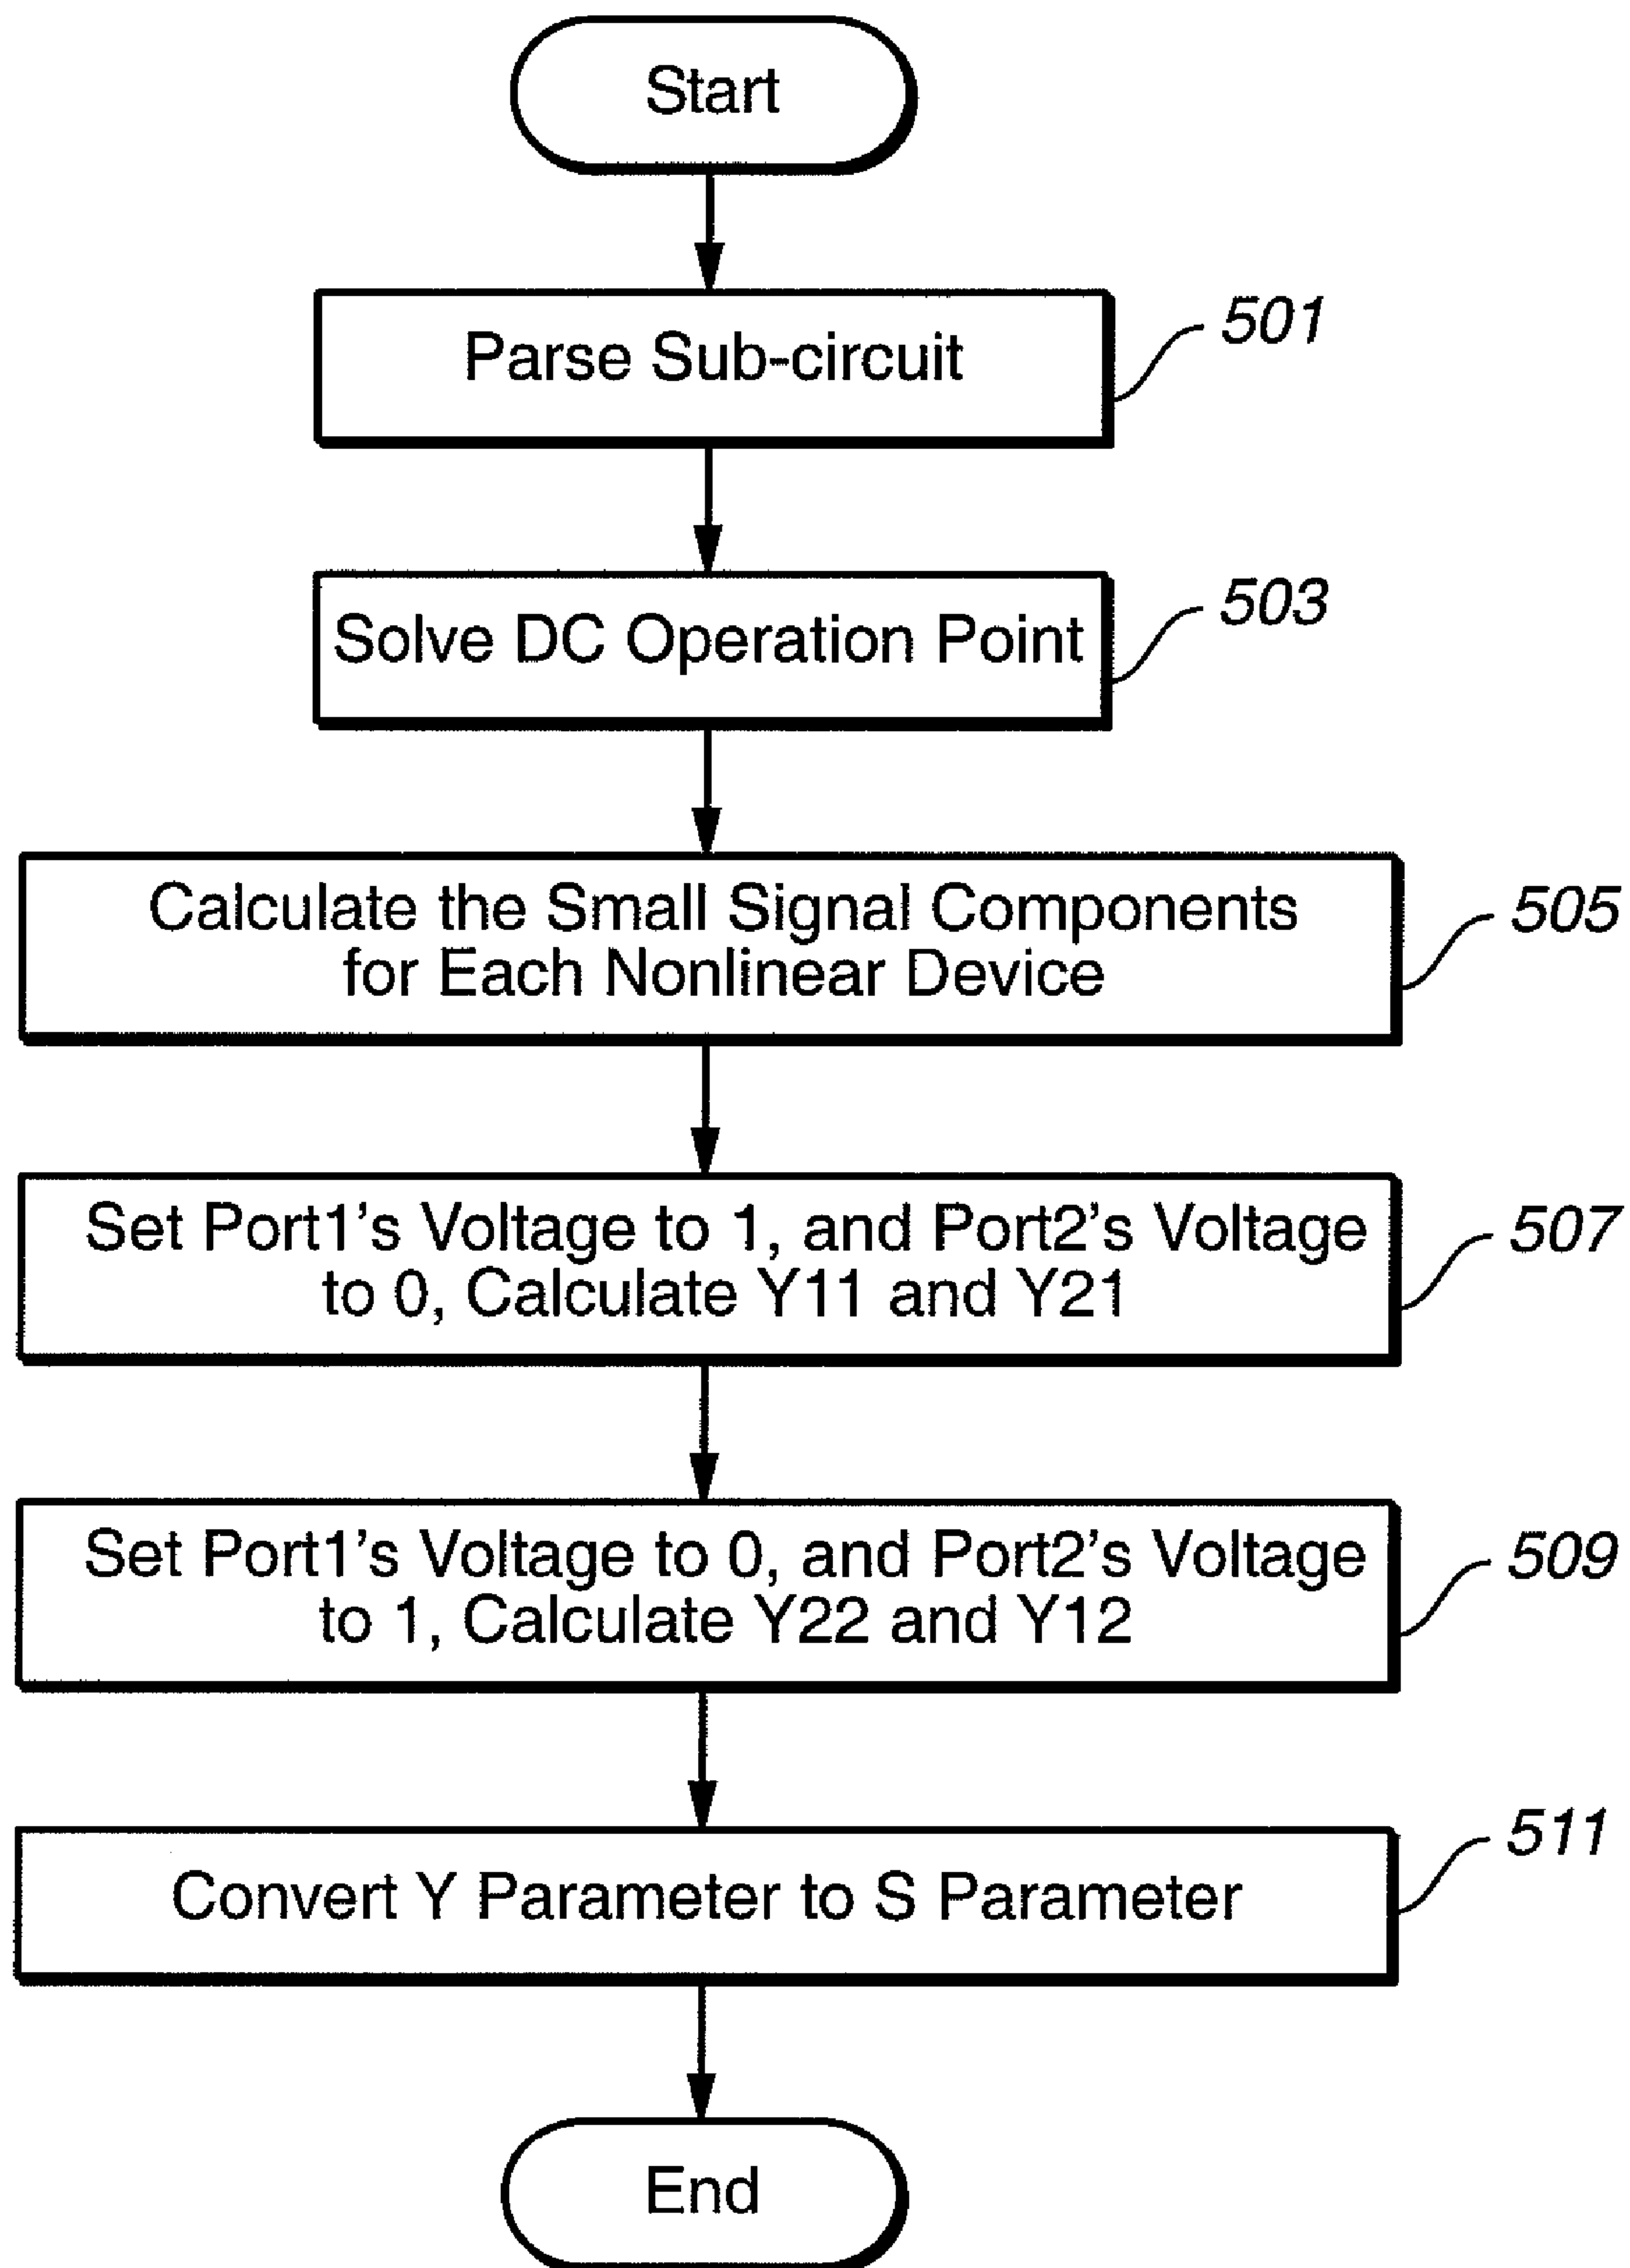 Start
Parse Sub-circuit
501
Solve DC Operation Point
503
Calculate the Small Signal Components
for Each Nonlinear Device
505
Set Port1's Voltage to 1, and Port2's Voltage
to 0, Calculate Y11 and Y21
507
Set Port1's Voltage to 0, and Port2's Voltage
to 1, Calculate Y22 and Y12
509
Convert Y Parameter to S Parameter
511
End